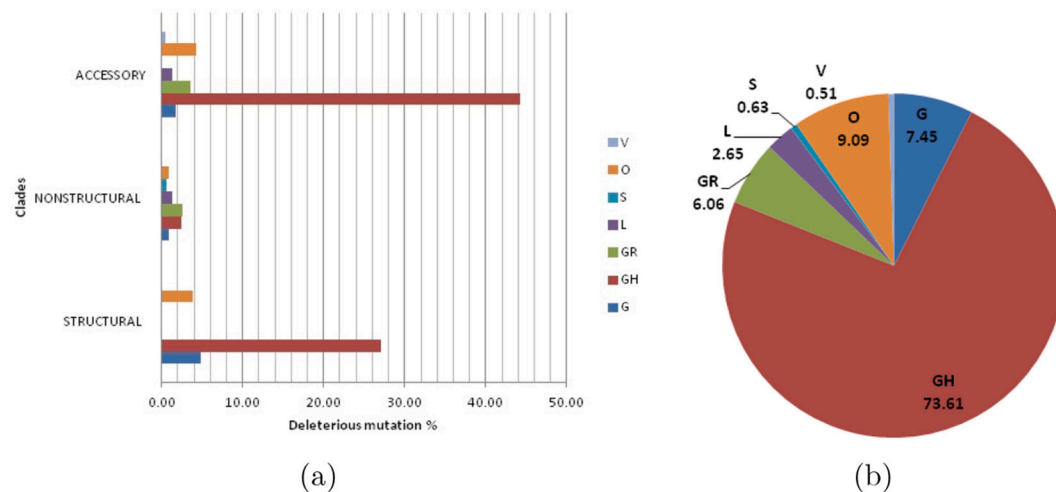 ACCESSORY
NONSTRUCTURAL
STRUCTURAL
Clades
0.00 10.00 20.00 30.00 40.00 50.00
Deleterious mutation %
V
O
S
L
GR
GH
G
(a)
V
0.51
S
0.63
O
9.09
G
7.45
L
2.65
GR
6.06
GH
73.61
(b)